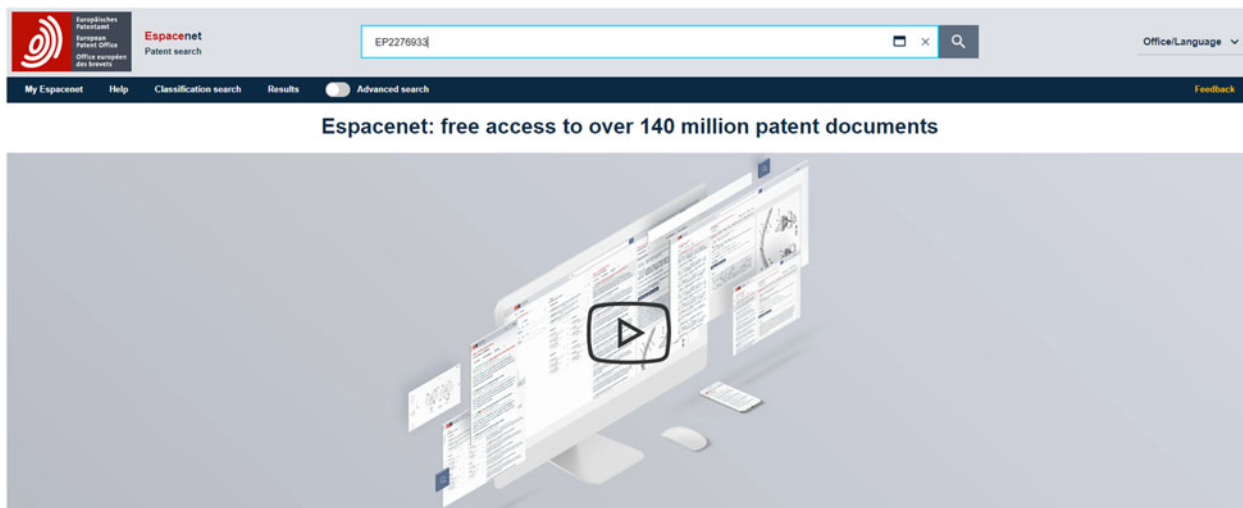 Europäisches
Patentamt
European
Patent Office
Office européen
des brevets
Espacenet
Patent search
EP2276933
Office/Language
My Espacenet Help Classification search Results Advanced search Feedback
Espacenet: free access to over 140 million patent documents